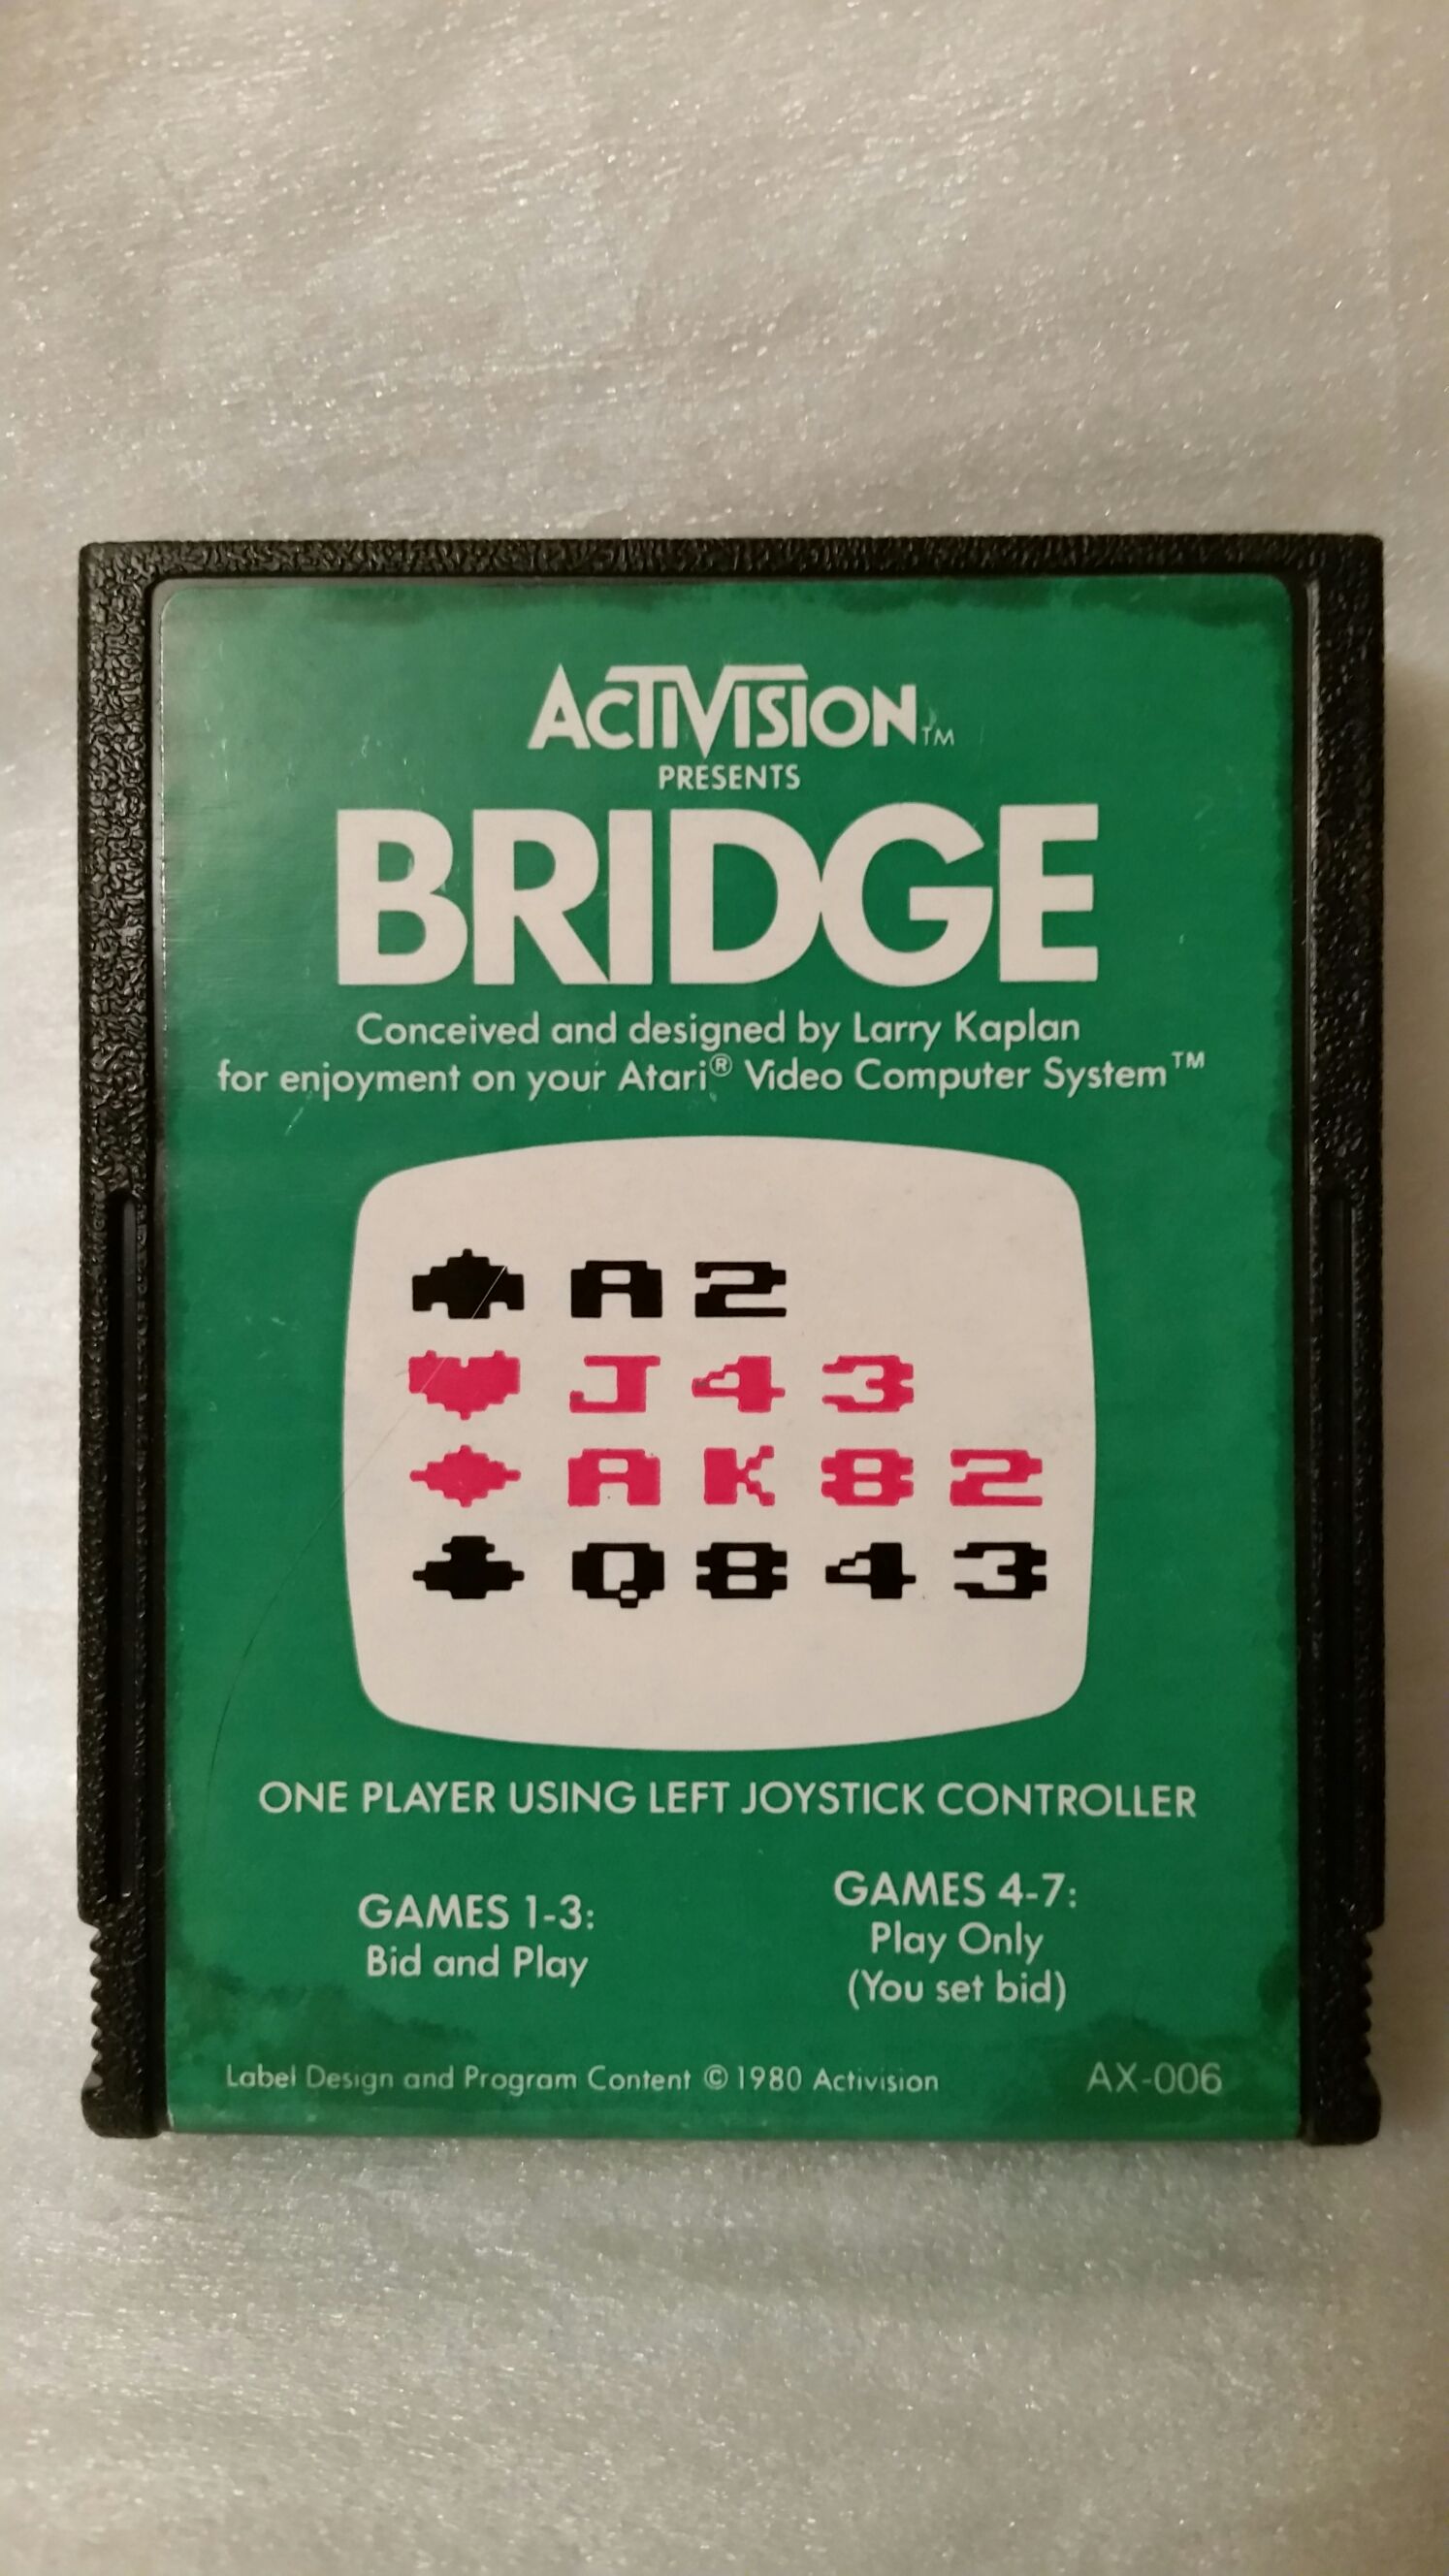 ACTIVISION™
PRESENTS
BRIDGE
Conceived and designed by Larry Kaplan
for enjoyment on your Atari® Video Computer System™
♠ A 2
♥ J 4 3
♦ A K 8 2
♣ Q 8 4 3
ONE PLAYER USING LEFT JOYSTICK CONTROLLER
GAMES 1-3:
Bid and Play
GAMES 4-7:
Play Only
(You set bid)
Label Design and Program Content © 1980 Activision
AX-006